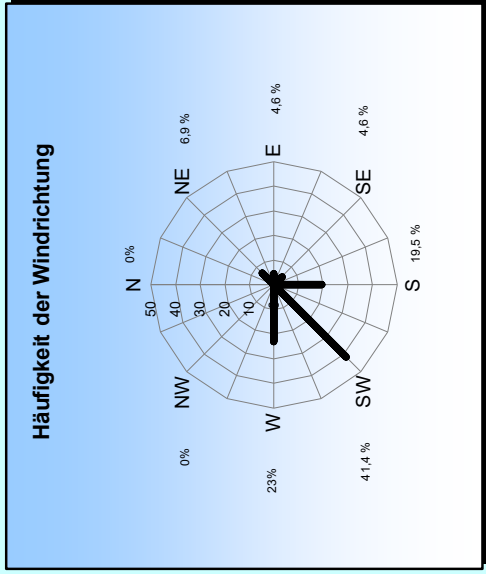 Häufigkeit der Windrichtung
0%
N
0%
NW
NE
6,9 %
50
40
30
20
10
0
23%
W
E
4,6 %
41,4 %
SW
SE
4,6 %
S
19,5 %